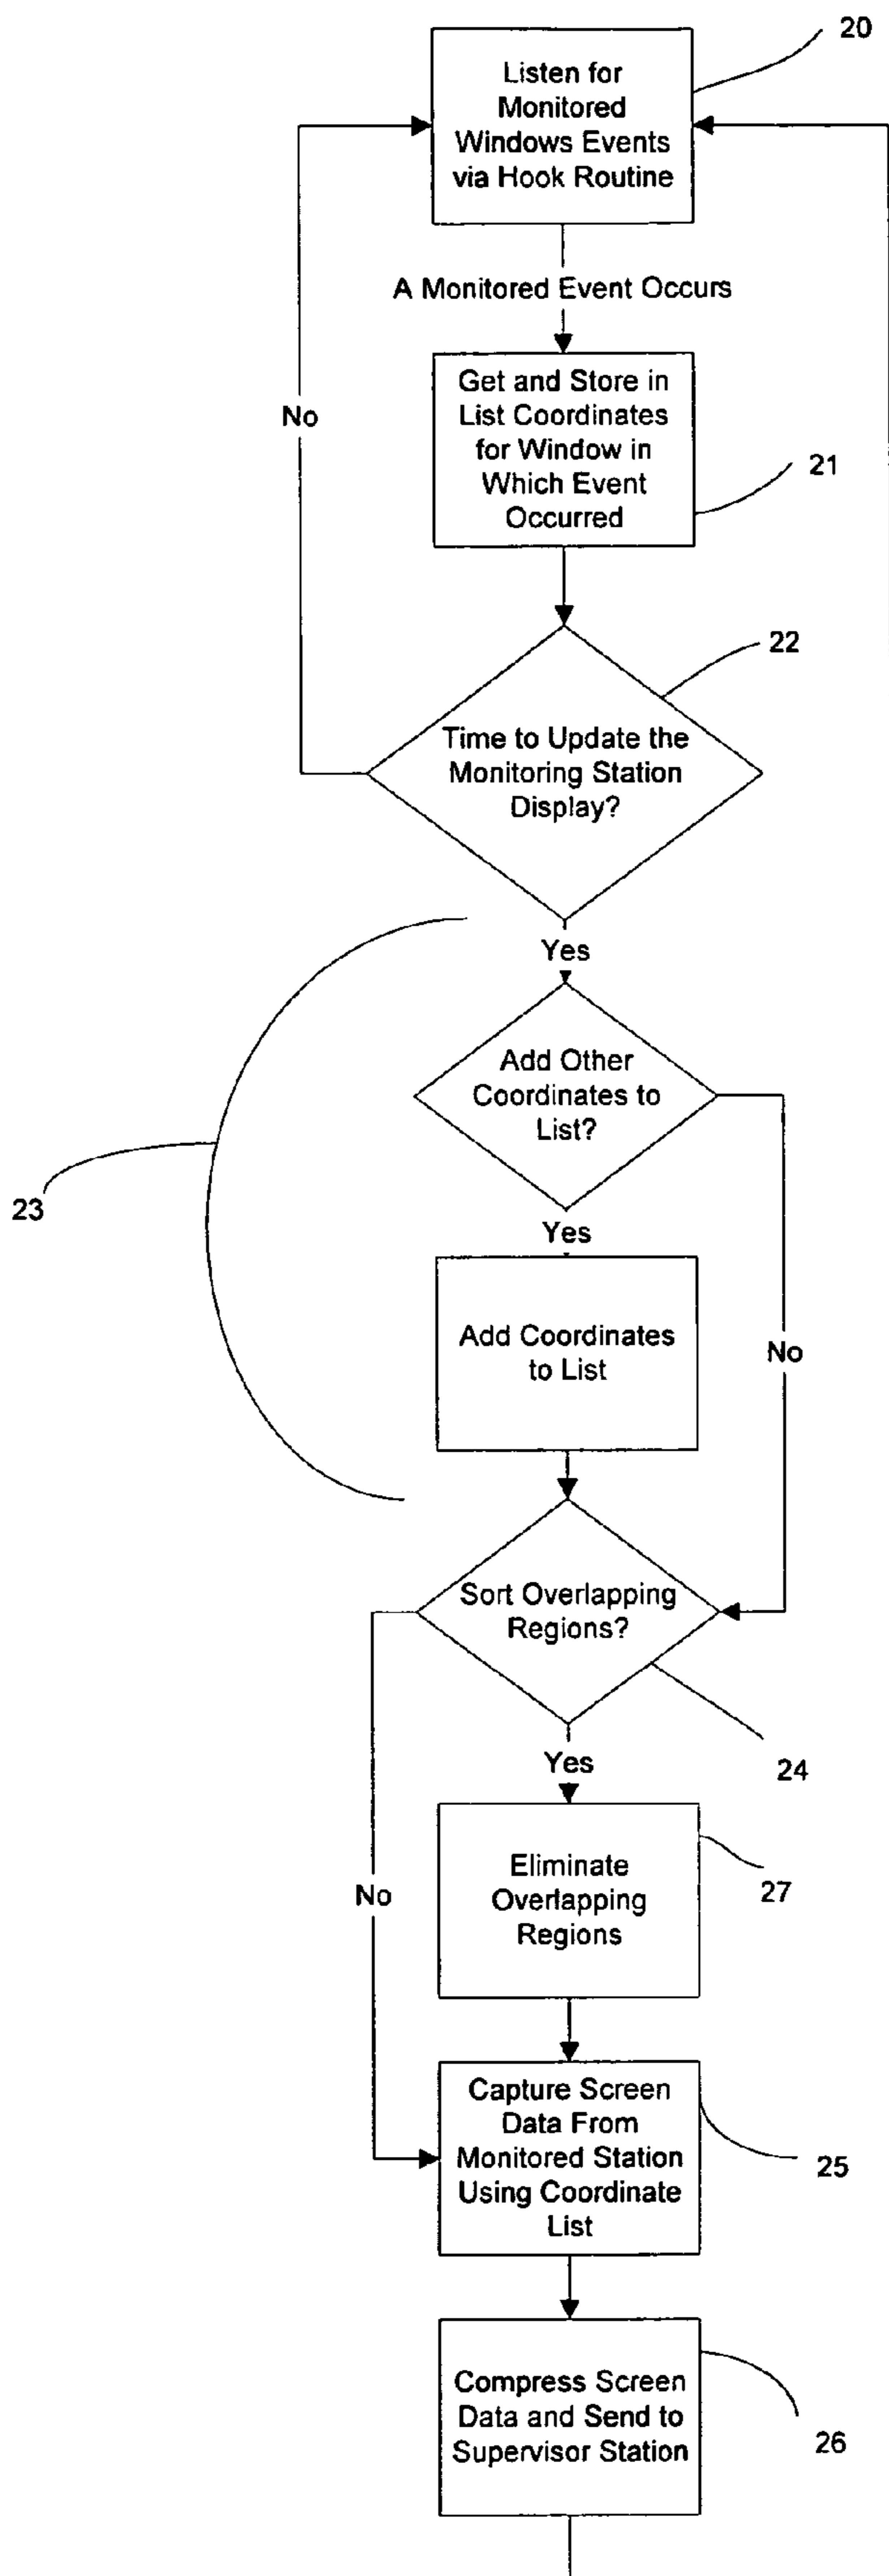 20
Listen for
Monitored
Windows Events
via Hook Routine
A Monitored Event Occurs
No
Get and Store in
List Coordinates
for Window in
Which Event
Occurred
21
22
Time to Update the
Monitoring Station
Display?
Yes
Add Other
Coordinates to
List?
23
Yes
Add Coordinates
to List
No
Sort Overlapping
Regions?
24
Yes
Eliminate
Overlapping
Regions
27
No
Capture Screen
Data From
Monitored Station
Using Coordinate
List
25
Compress Screen
Data and Send to
Supervisor Station
26